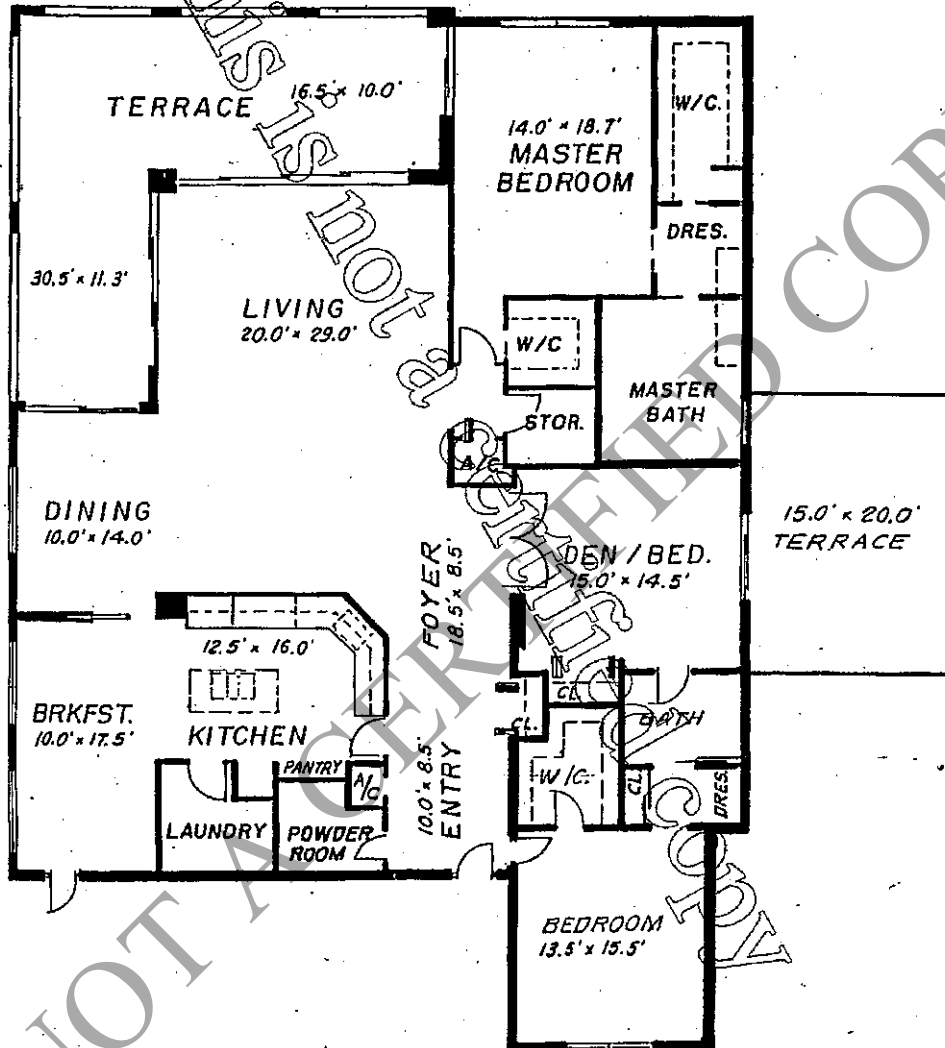 TERRACE
16.5' x 10.0'
W/C.
14.0' x 18.7'
MASTER
BEDROOM
DRES.
30.5' x 11.3'
LIVING
20.0' x 29.0'
W/C
MASTER
BATH
STOR.
A/C
DINING
10.0' x 14.0'
FOYER
18.5' x 8.5'
DEN / BED.
15.0' x 14.5'
15.0' x 20.0'
TERRACE
12.5' x 16.0'
KITCHEN
BRKFST.
10.0' x 17.5'
CL.
CL.
BATH
PANTRY
A/C
10.0' x 8.5'
ENTRY
W/C.
CL.
DRES.
LAUNDRY
POWDER
ROOM
BEDROOM
13.5' x 15.5'
This is not a certified copy
NOT A CERTIFIED COPY